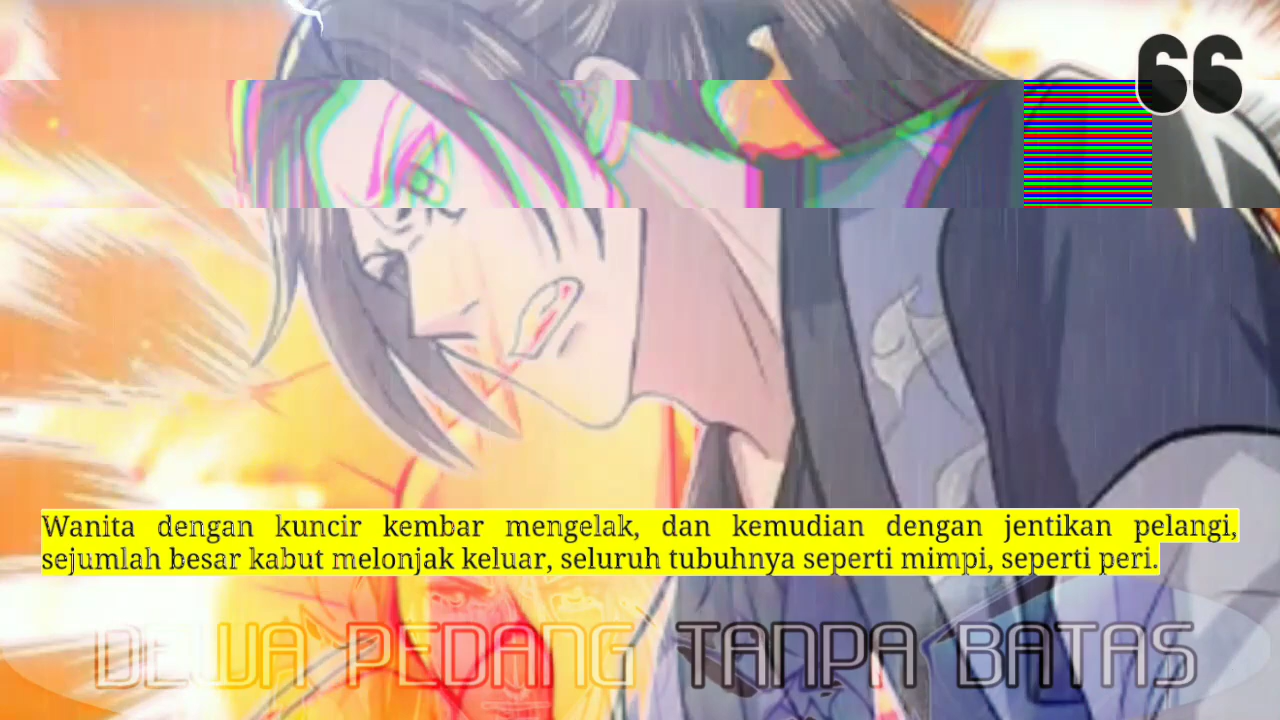 66
Wanita dengan kuncir kembar mengelak, dan kemudian dengan jentikan pelangi,
sejumlah besar kabut melonjak keluar, seluruh tubuhnya seperti mimpi, seperti peri.
DEWA PEDANG TANPA BATAS